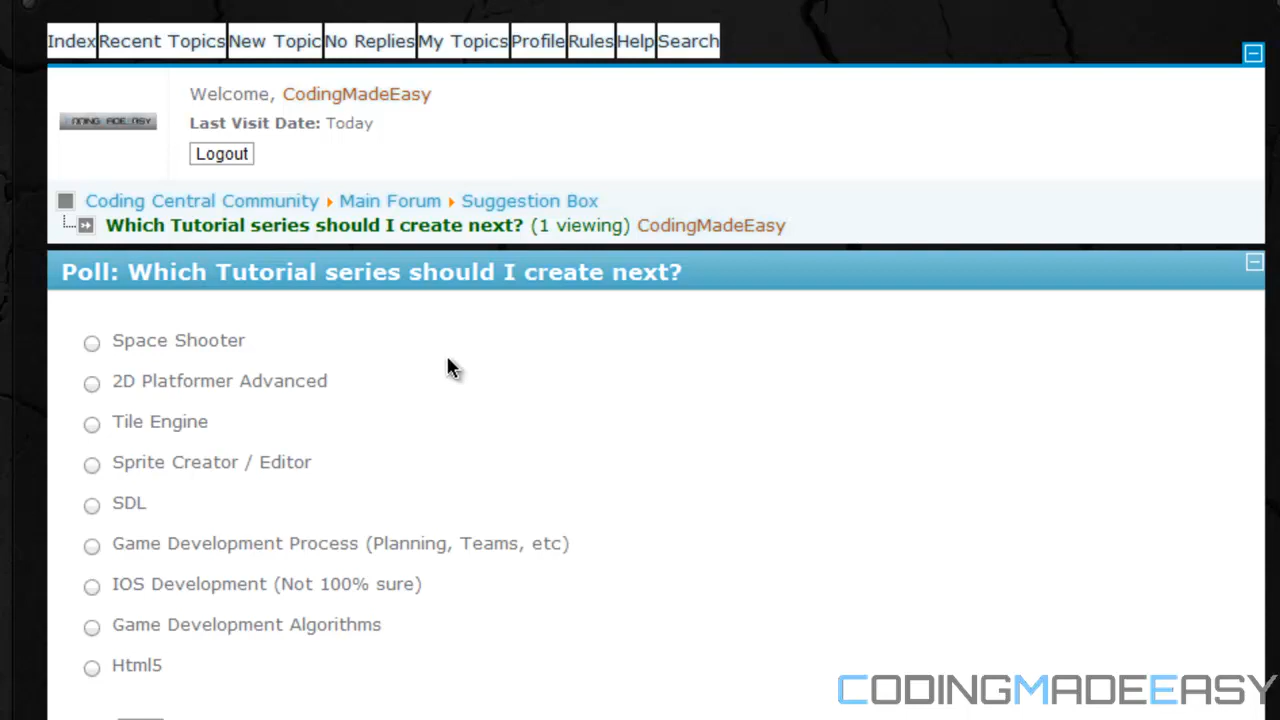 Index Recent Topics New Topic No Replies My Topics Profile Rules Help Search
Welcome, CodingMadeEasy
Last Visit Date: Today
Logout
Coding Central Community Main Forum Suggestion Box
Which Tutorial series should I create next? (1 viewing) CodingMadeEasy
Poll: Which Tutorial series should I create next?
Space Shooter
2D Platformer Advanced
Tile Engine
Sprite Creator / Editor
SDL
Game Development Process (Planning, Teams, etc)
IOS Development (Not 100% sure)
Game Development Algorithms
Html5
CODINGMADEEASY